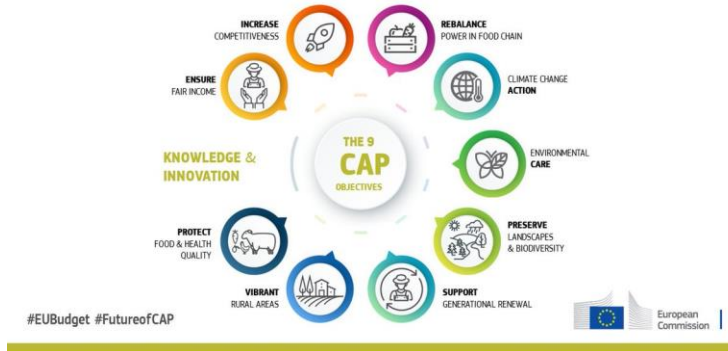 INCREASE
COMPETITIVENESS
REBALANCE
POWER IN FOOD CHAIN
ENSURE
FAIR INCOME
CLIMATE CHANGE
ACTION
THE 9
CAP
OBJECTIVES
KNOWLEDGE &
INNOVATION
ENVIRONMENTAL
CARE
PROTECT
FOOD & HEALTH
QUALITY
PRESERVE
LANDSCAPES
& BIODIVERSITY
VIBRANT
RURAL AREAS
SUPPORT
GENERATIONAL RENEWAL
#EUBudget #FutureofCAP
European
Commission